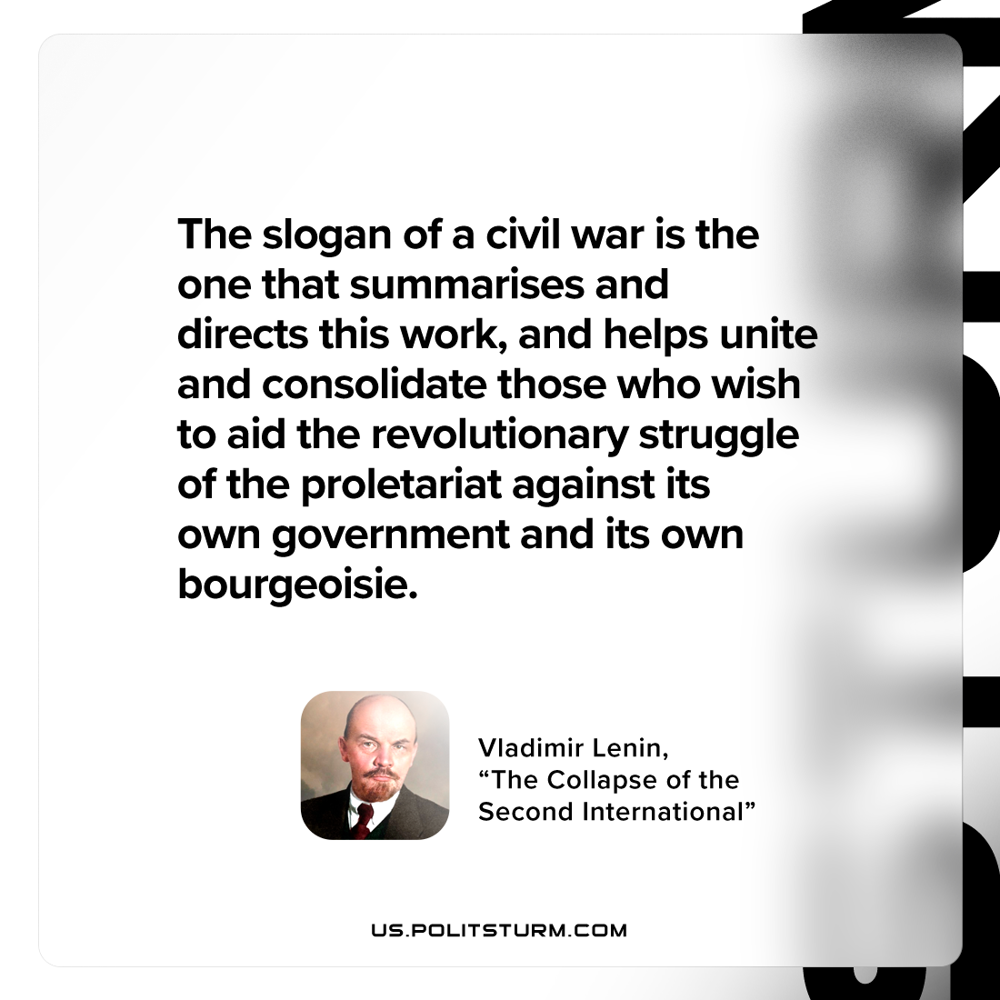 The slogan of a civil war is the
one that summarises and
directs this work, and helps unite
and consolidate those who wish
to aid the revolutionary struggle
of the proletariat against its
own government and its own
bourgeoisie.
Vladimir Lenin,
“The Collapse of the
Second International”
US.POLITSTURM.COM